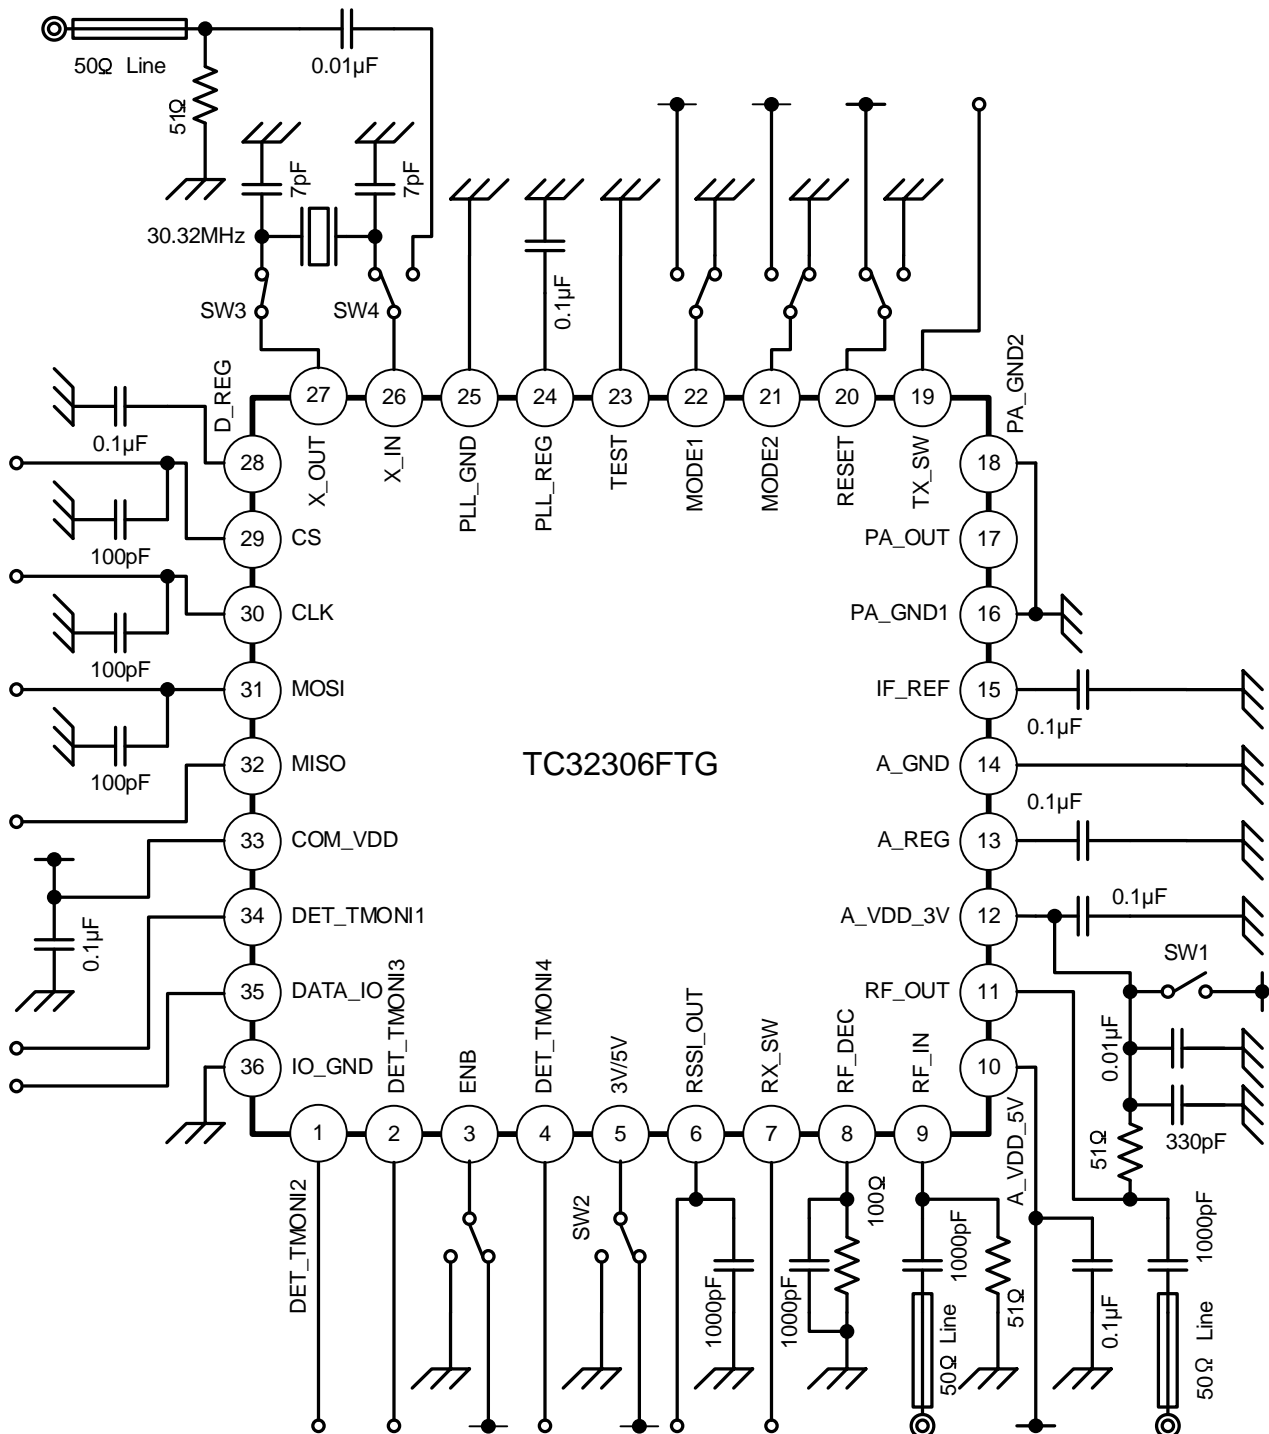 50Ω Line
0.01µF
51Ω
7pF
7pF
30.32MHz
SW3
SW4
0.1µF
D_REG
PA_GND2
27
26
25
24
23
22
21
20
19
0.1µF
28
X_OUT
X_IN
PLL_GND
PLL_REG
TEST
MODE1
MODE2
RESET
TX_SW
18
100pF
29
CS
PA_OUT
17
30
CLK
PA_GND1
16
100pF
31
MOSI
IF_REF
15
0.1µF
100pF
32
MISO
TC32306FTG
A_GND
14
0.1µF
33
COM_VDD
A_REG
13
0.1µF
34
DET_TMONI1
A_VDD_3V
12
0.1µF
SW1
35
DATA_IO
DET_TMONI3
DET_TMONI4
RF_OUT
11
0.01µF
36
IO_GND
ENB
3V/5V
RSSI_OUT
RX_SW
RF_DEC
RF_IN
10
1
2
3
4
5
6
7
8
9
A_VDD_5V
51Ω
330pF
DET_TMONI2
SW2
100Ω
1000pF
1000pF
1000pF
1000pF
51Ω
0.1µF
50Ω Line
50Ω Line